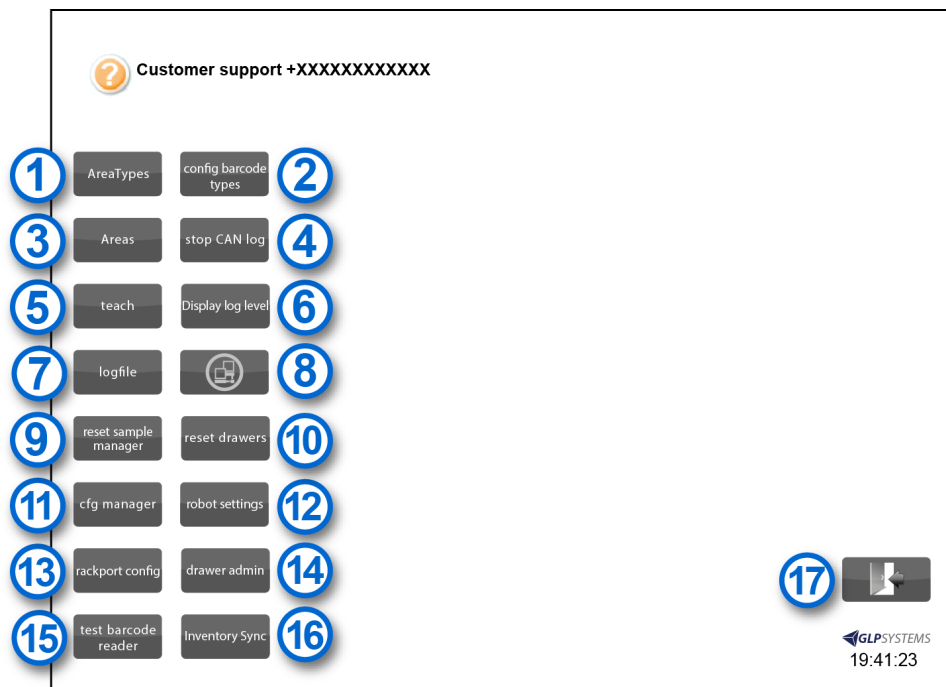 Customer support +XXXXXXXXXXXX
1 AreaTypes config barcode types 2
3 Areas stop CAN log 4
5 teach Display log level 6
7 logfile 8
9 reset sample manager reset drawers 10
11 cfg manager robot settings 12
13 rackport config drawer admin 14
17
15 test barcode reader Inventory Sync 16
GLPSYSTEMS
19:41:23